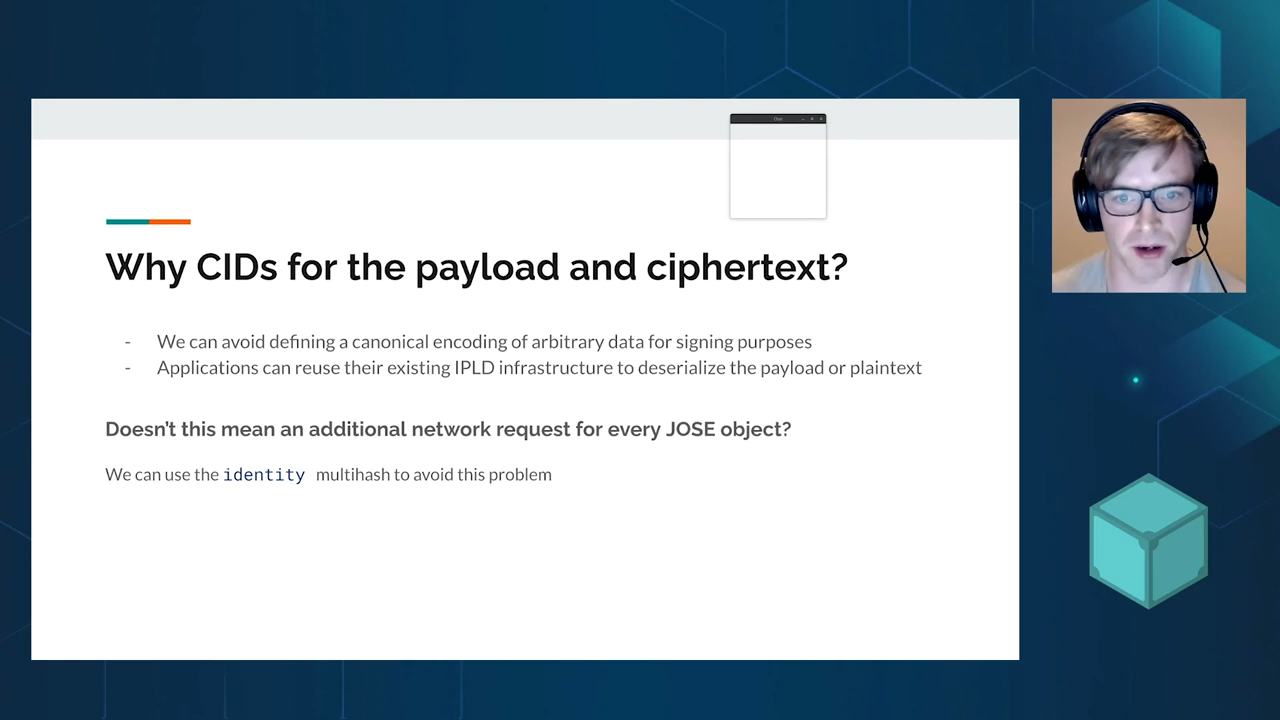 Chat
Why CIDs for the payload and ciphertext?
- We can avoid defining a canonical encoding of arbitrary data for signing purposes
- Applications can reuse their existing IPLD infrastructure to deserialize the payload or plaintext
Doesn't this mean an additional network request for every JOSE object?
We can use the identity multihash to avoid this problem